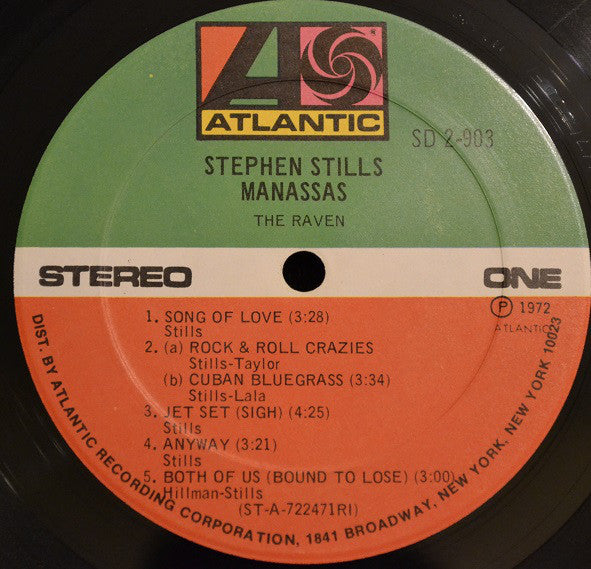 ATLANTIC
®
SD 2-903
STEPHEN STILLS
MANASSAS
THE RAVEN
STEREO
ONE
Ⓟ 1972
ATLANTIC
1. SONG OF LOVE (3:28)
Stills
2. (a) ROCK & ROLL CRAZIES
Stills-Taylor
(b) CUBAN BLUEGRASS (3:34)
Stills-Lala
3. JET SET (SIGH) (4:25)
Stills
4. ANYWAY (3:21)
Stills
5. BOTH OF US (BOUND TO LOSE) (3:00)
Hillman-Stills
(ST-A-722471RI)
DIST. BY ATLANTIC RECORDING CORPORATION, 1841 BROADWAY, NEW YORK, NEW YORK 10023